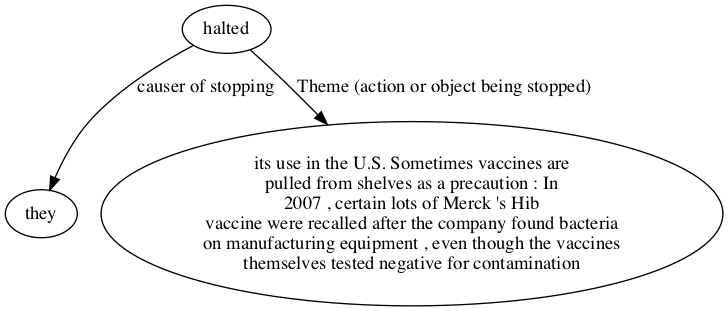 halted
causer of stopping
Theme (action or object being stopped)
they
its use in the U.S. Sometimes vaccines are
pulled from shelves as a precaution : In
2007 , certain lots of Merck 's Hib
vaccine were recalled after the company found bacteria
on manufacturing equipment , even though the vaccines
themselves tested negative for contamination